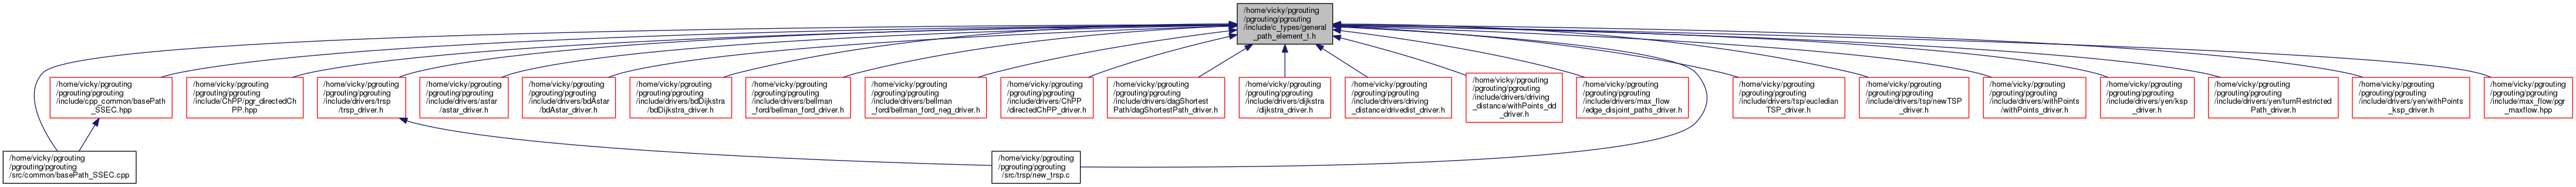 /home/vicky/pgrouting
/pgrouting/pgrouting
/include/c_types/general
_path_element_t.h
/home/vicky/pgrouting
/pgrouting/pgrouting/
include/cpp_common/basePath
_SSEC.hpp
/home/vicky/pgrouting
/pgrouting/pgrouting/
include/ChPP/pgr_directedCh
PP.hpp
/home/vicky/pgrouting
/pgrouting/pgrouting/
include/drivers/trsp
/trsp_driver.h
/home/vicky/pgrouting
/pgrouting/pgrouting/
include/drivers/astar
/astar_driver.h
/home/vicky/pgrouting
/pgrouting/pgrouting/
include/drivers/bdAstar
/bdAstar_driver.h
/home/vicky/pgrouting
/pgrouting/pgrouting/
include/drivers/bdDijkstra
/bdDijkstra_driver.h
/home/vicky/pgrouting
/pgrouting/pgrouting/
include/drivers/bellman
_ford/bellman_ford_driver.h
/home/vicky/pgrouting
/pgrouting/pgrouting/
include/drivers/bellman
_ford/bellman_ford_neg_driver.h
/home/vicky/pgrouting
/pgrouting/pgrouting/
include/drivers/ChPP
/directedChPP_driver.h
/home/vicky/pgrouting
/pgrouting/pgrouting/
include/drivers/dagShortest
Path/dagShortestPath_driver.h
/home/vicky/pgrouting
/pgrouting/pgrouting/
include/drivers/dijkstra
/dijkstra_driver.h
/home/vicky/pgrouting
/pgrouting/pgrouting/
include/drivers/driving
_distance/drivedist_driver.h
/home/vicky/pgrouting
/pgrouting/pgrouting
/include/drivers/driving
_distance/withPoints_dd
_driver.h
/home/vicky/pgrouting
/pgrouting/pgrouting/
include/drivers/max_flow
/edge_disjoint_paths_driver.h
/home/vicky/pgrouting
/pgrouting/pgrouting/
include/drivers/tsp/eucledian
TSP_driver.h
/home/vicky/pgrouting
/pgrouting/pgrouting/
include/drivers/tsp/newTSP
_driver.h
/home/vicky/pgrouting
/pgrouting/pgrouting/
include/drivers/withPoints
/withPoints_driver.h
/home/vicky/pgrouting
/pgrouting/pgrouting/
include/drivers/yen/ksp
_driver.h
/home/vicky/pgrouting
/pgrouting/pgrouting/
include/drivers/yen/turnRestricted
Path_driver.h
/home/vicky/pgrouting
/pgrouting/pgrouting/
include/drivers/yen/withPoints
_ksp_driver.h
/home/vicky/pgrouting
/pgrouting/pgrouting/
include/max_flow/pgr
_maxflow.hpp
/home/vicky/pgrouting
/pgrouting/pgrouting
/src/common/basePath_SSEC.cpp
/home/vicky/pgrouting
/pgrouting/pgrouting
/src/trsp/new_trsp.c